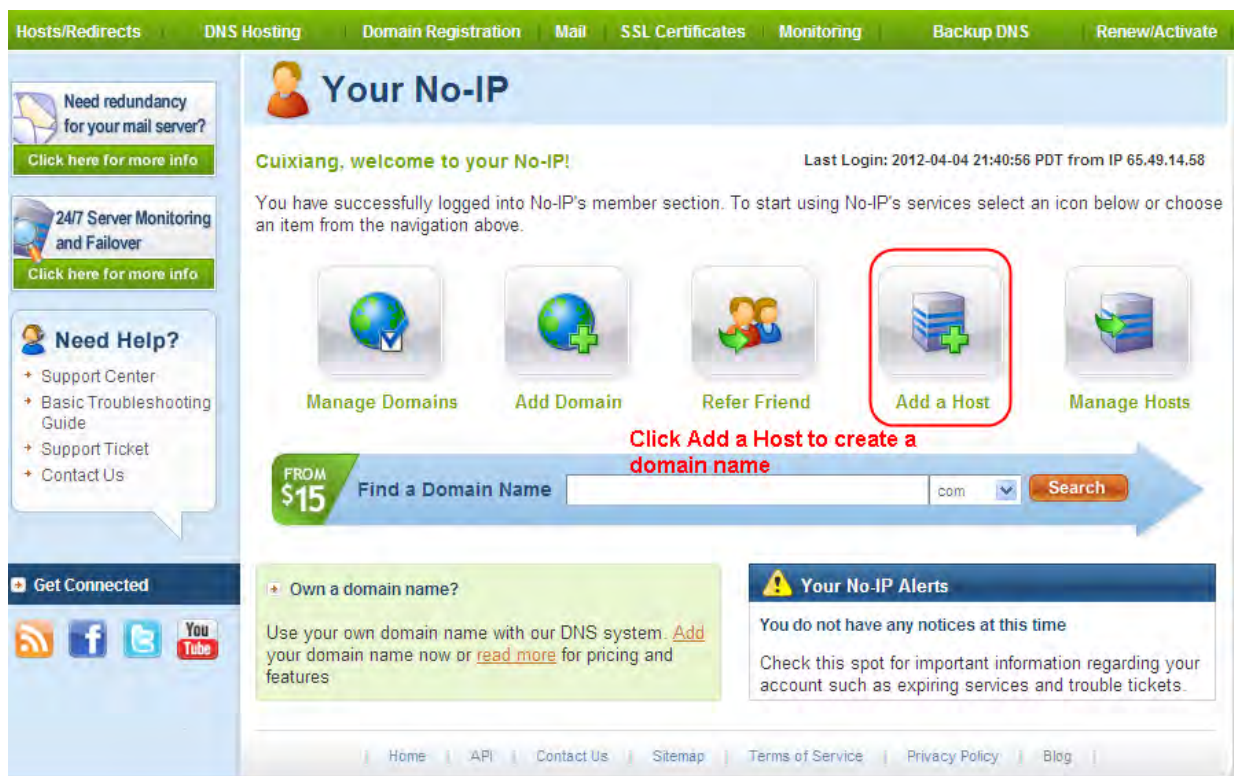 Hosts/Redirects DNS Hosting Domain Registration Mail SSL Certificates Monitoring Backup DNS Renew/Activate
Need redundancy
for your mail server?
Click here for more info
24/7 Server Monitoring
and Failover
Click here for more info
Need Help?
Support Center
Basic Troubleshooting
Guide
Support Ticket
Contact Us
Get Connected
You
Tube
Your No-IP
Cuixiang, welcome to your No-IP!
Last Login: 2012-04-04 21:40:56 PDT from IP 65.49.14.58
You have successfully logged into No-IP's member section. To start using No-IP's services select an icon below or choose
an item from the navigation above.
Manage Domains Add Domain Refer Friend Add a Host Manage Hosts
Click Add a Host to create a
domain name
FROM
$15
Find a Domain Name com Search
Own a domain name?
Use your own domain name with our DNS system. Add
your domain name now or read more for pricing and
features
Your No-IP Alerts
You do not have any notices at this time
Check this spot for important information regarding your
account such as expiring services and trouble tickets.
| Home | API | Contact Us | Sitemap | Terms of Service | Privacy Policy | Blog |